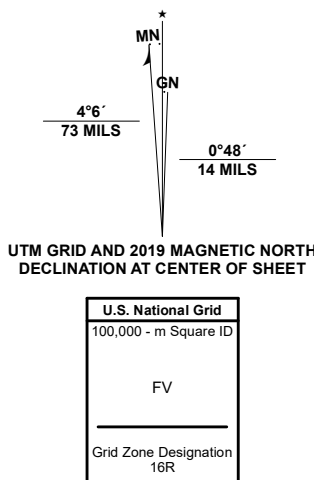 ★
MN
GN
4°6´
73 MILS
0°48´
14 MILS
UTM GRID AND 2019 MAGNETIC NORTH
DECLINATION AT CENTER OF SHEET
U.S. National Grid
100,000 - m Square ID
FV
Grid Zone Designation
16R